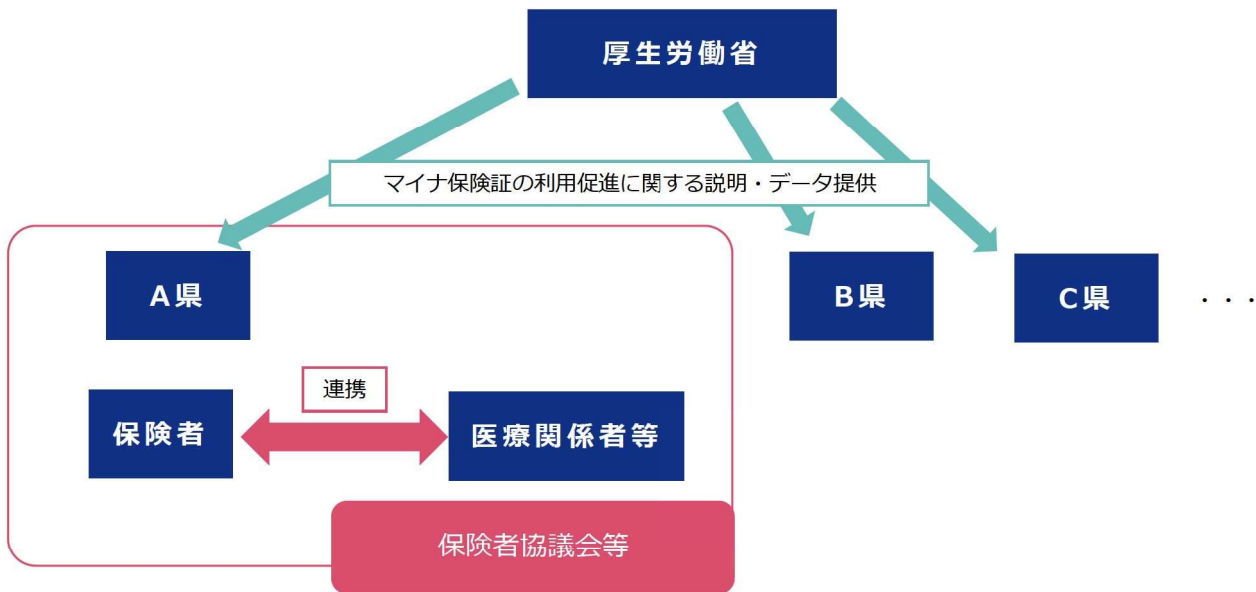 厚生労働省
マイナ保険証の利用促進に関する説明・データ提供
A県
B県
C県
・・・
連携
保険者
医療関係者等
保険者協議会等